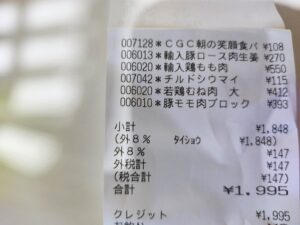 007128*CGC朝の笑顔食パ ¥108
006013*輸入豚ロース肉生姜 ¥270
006020*輸入鶏もも肉 ¥550
007042*チルドシウマイ ¥115
006020*若鶏むね肉 大 ¥412
006010*豚モモ肉ブロック ¥393
小計 ¥1,848
(外8% タイショウ ¥1,848)
外8% ¥147
外税計 ¥147
(税合計 ¥147)
合計 ¥1,995
クレジット ¥1,995